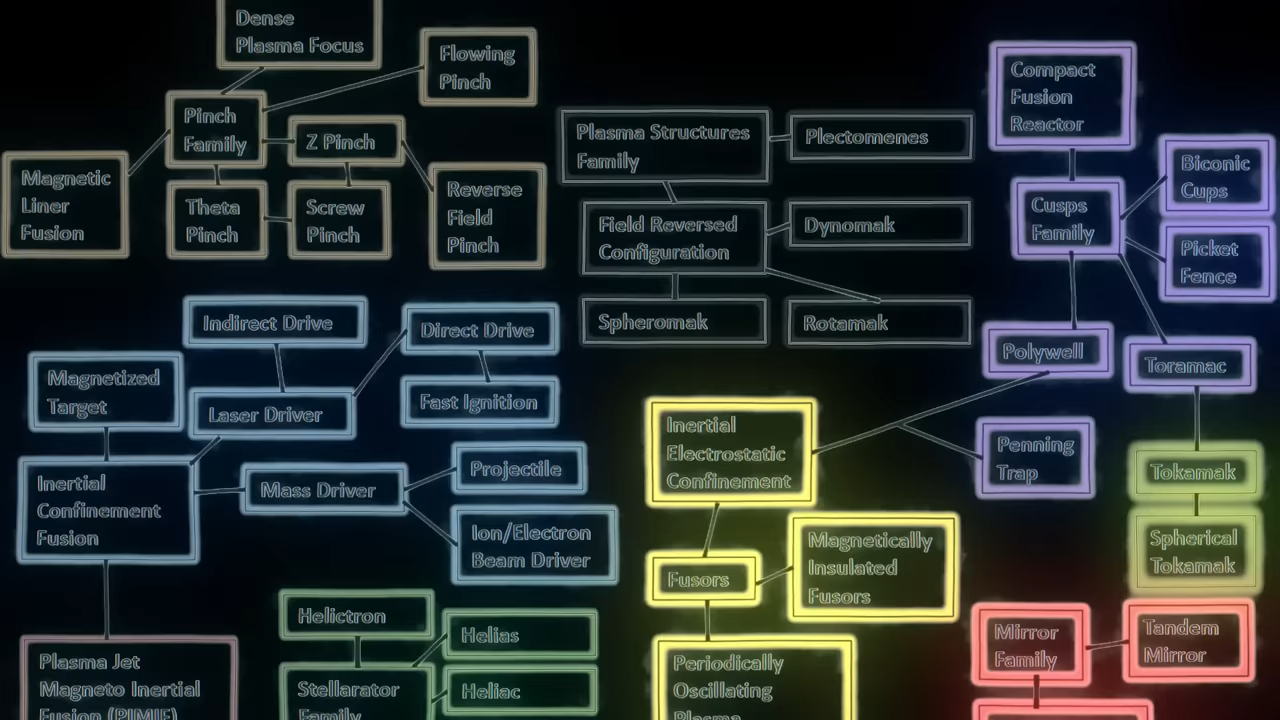 Dense
Plasma Focus
Flowing
Pinch
Pinch
Family
Z Pinch
Magnetic
Liner
Fusion
Theta
Pinch
Screw
Pinch
Reverse
Field
Pinch
Plasma Structures
Family
Plectomenes
Field Reversed
Configuration
Dynomak
Spheromak
Rotamak
Compact
Fusion
Reactor
Biconic
Cups
Cusps
Family
Picket
Fence
Polywell
Toramac
Penning
Trap
Tokamak
Spherical
Tokamak
Indirect Drive
Direct Drive
Magnetized
Target
Laser Driver
Fast Ignition
Inertial
Confinement
Fusion
Mass Driver
Projectile
Ion/Electron
Beam Driver
Inertial
Electrostatic
Confinement
Fusors
Magnetically
Insulated
Fusors
Periodically
Oscillating
Plasma
Helictron
Helias
Stellarator
Family
Heliac
Plasma Jet
Magneto Inertial
Fusion (PJMIF)
Mirror
Family
Tandem
Mirror